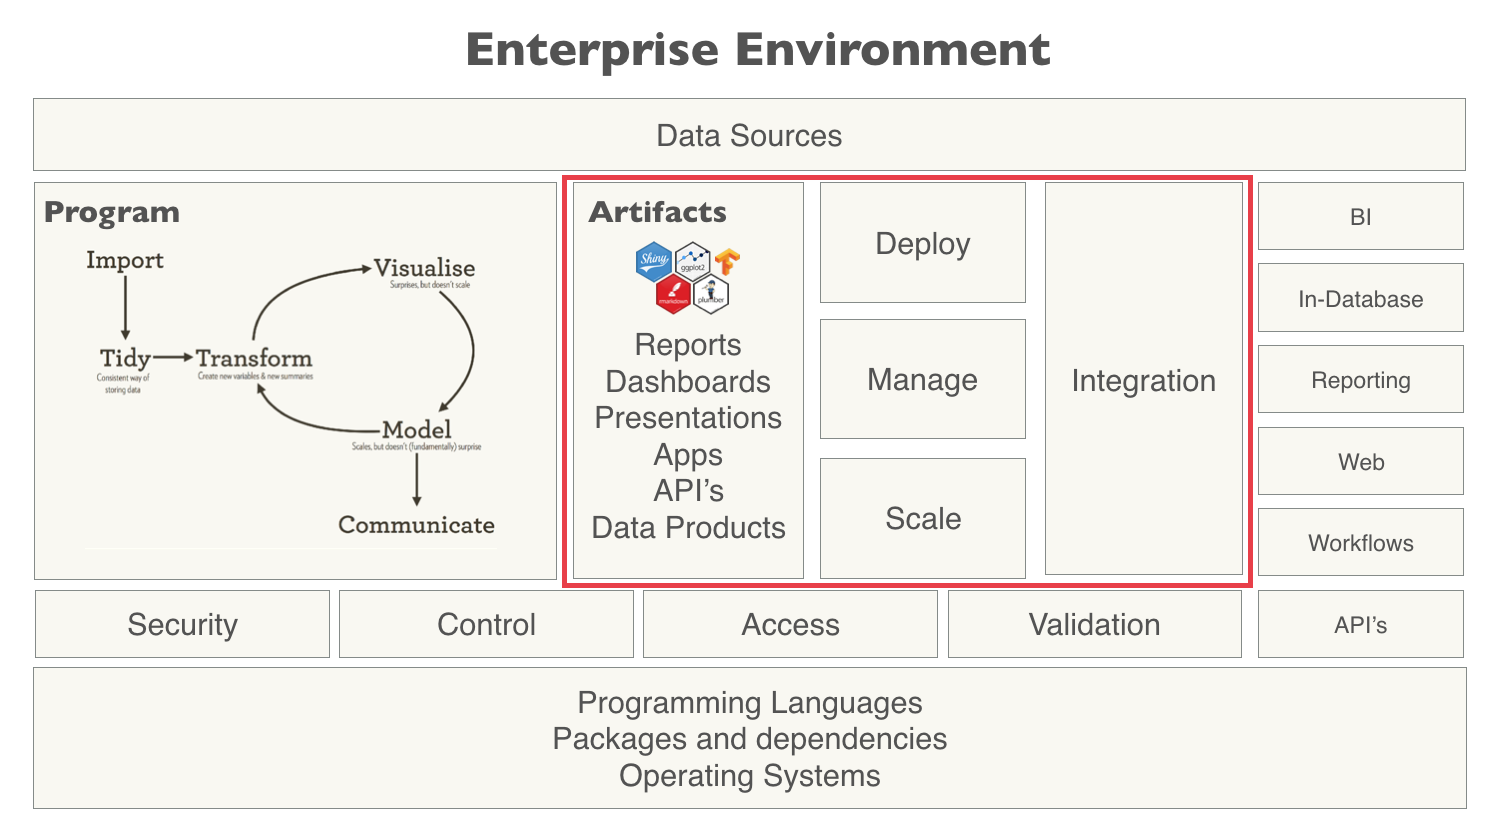 Enterprise Environment
Data Sources
Program
Import
Tidy
Consistent way of
storing data
Transform
Create new variables & new summaries
Visualise
Surprises, but doesn't scale
Model
Scales, but doesn't (fundamentally) surprise
Communicate
Artifacts
Shiny
ggplot2
rmarkdown
plumber
Reports
Dashboards
Presentations
Apps
API’s
Data Products
Deploy
Manage
Scale
Integration
BI
In-Database
Reporting
Web
Workflows
API’s
Security
Control
Access
Validation
Programming Languages
Packages and dependencies
Operating Systems